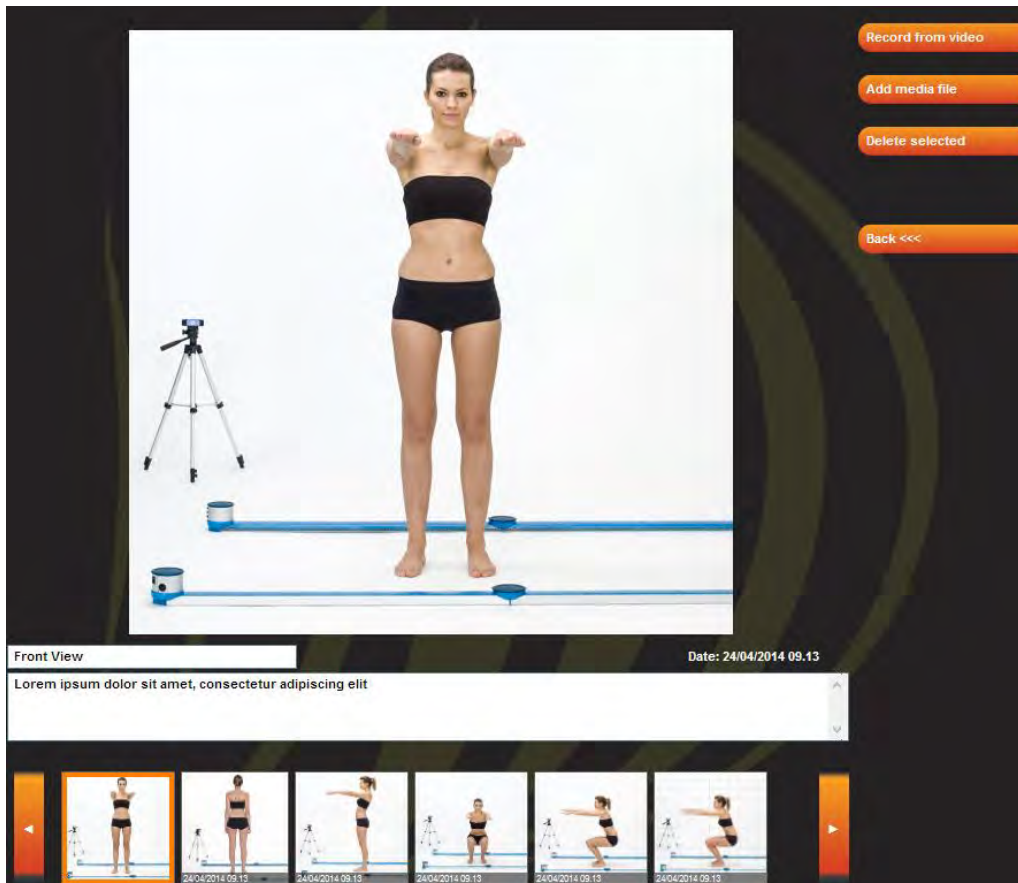 Record from video
Add media file
Delete selected
Back <<<
Front View
Date: 24/04/2014 09.13
Lorem ipsum dolor sit amet, consectetur adipiscing elit
24/04/2014 09.13
24/04/2014 09.13
24/04/2014 09.13
24/04/2014 09.13
24/04/2014 09.13